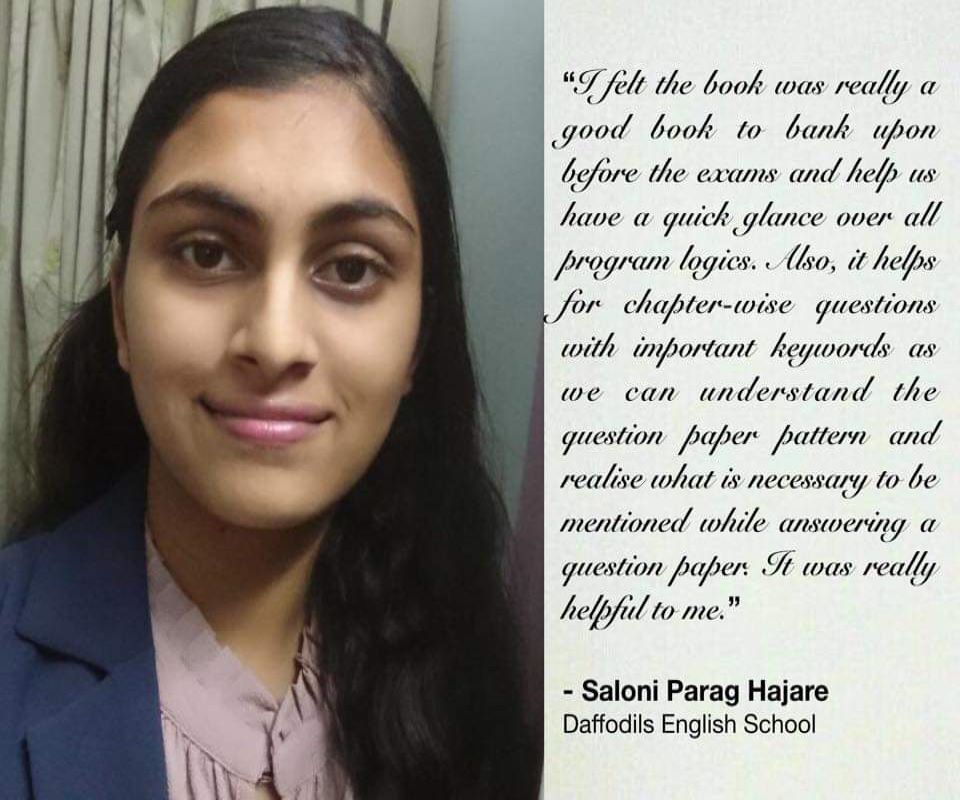 “I felt the book was really a
good book to bank upon
before the exams and help us
have a quick glance over all
program logics. Also, it helps
for chapter-wise questions
with important keywords as
we can understand the
question paper pattern and
realise what is necessary to be
mentioned while answering a
question paper. It was really
helpful to me.”
- Saloni Parag Hajare
Daffodils English School